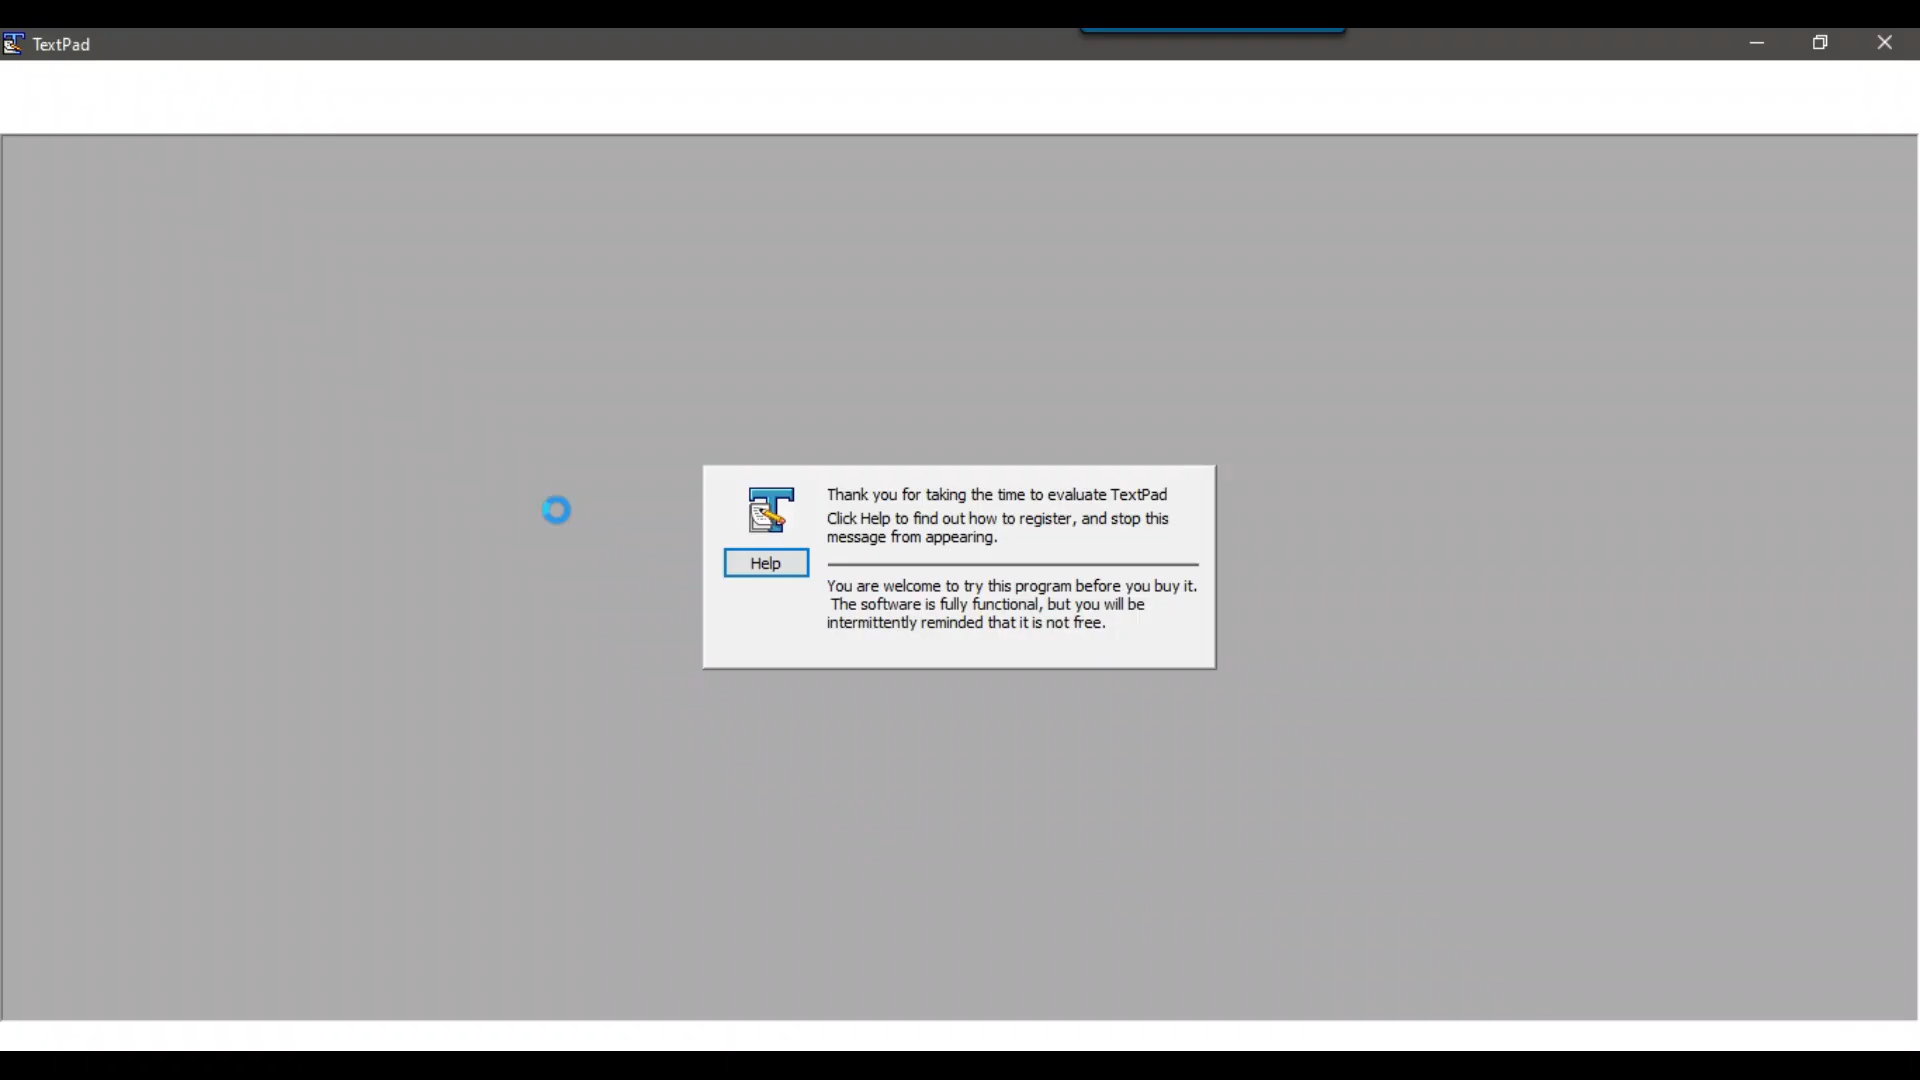 TextPad
Thank you for taking the time to evaluate TextPad
Click Help to find out how to register, and stop this
message from appearing.
Help
You are welcome to try this program before you buy it.
The software is fully functional, but you will be
intermittently reminded that it is not free.